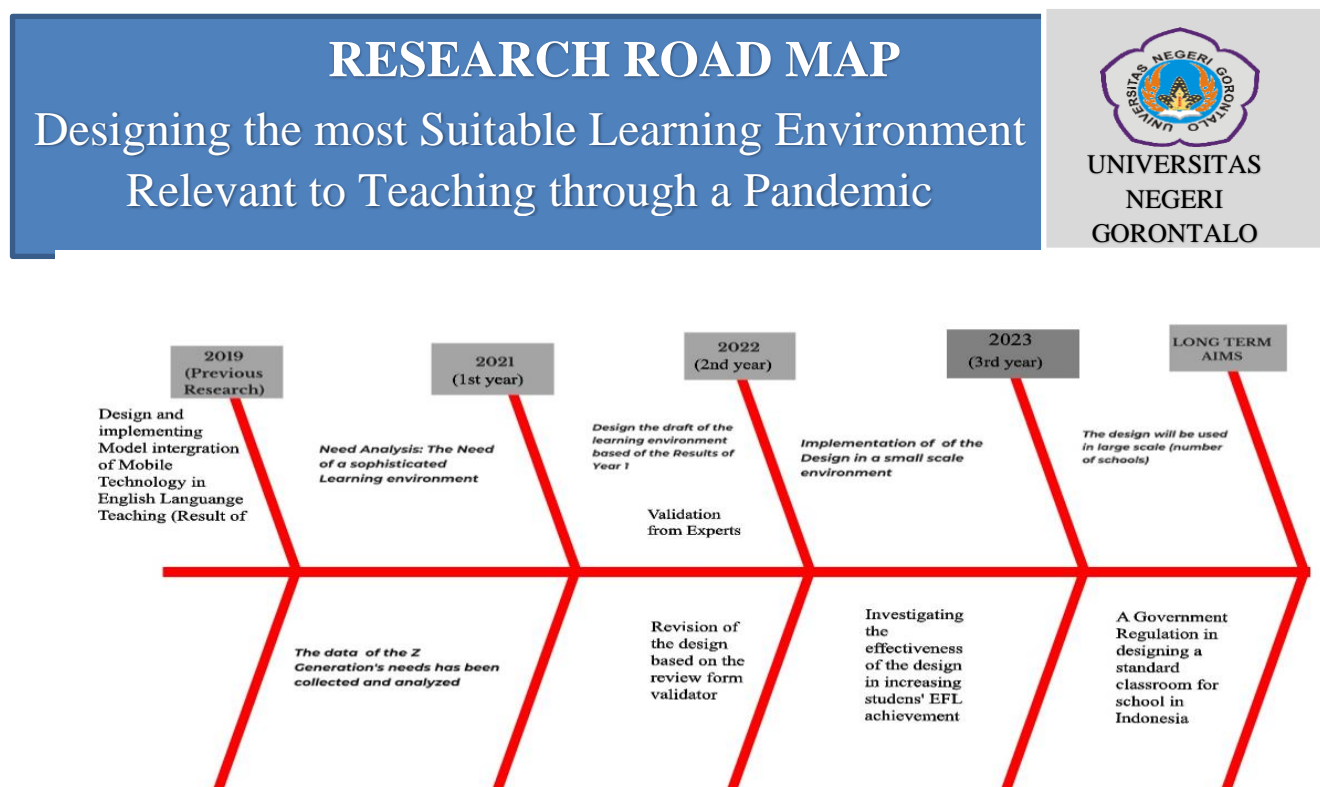 RESEARCH ROAD MAP
Designing the most Suitable Learning Environment
Relevant to Teaching through a Pandemic
UNIVERSITAS NEGERI GORONTALO
UNIVERSITAS
NEGERI
GORONTALO
2019
(Previous
Research)
Design and
implementing
Model intergration
of Mobile
Technology in
English Languange
Teaching (Result of
2021
(1st year)
Need Analysis: The Need
of a sophisticated
Learning environment
The data of the Z
Generation's needs has been
collected and analyzed
2022
(2nd year)
Design the draft of the
learning environment
based of the Results of
Year 1
Validation
from Experts
Revision of
the design
based on the
review form
validator
2023
(3rd year)
Implementation of of the
Design in a small scale
environment
Investigating
the
effectiveness
of the design
in increasing
studens' EFL
achievement
LONG TERM
AIMS
The design will be used
in large scale (number
of schools)
A Government
Regulation in
designing a
standard
classroom for
school in
Indonesia